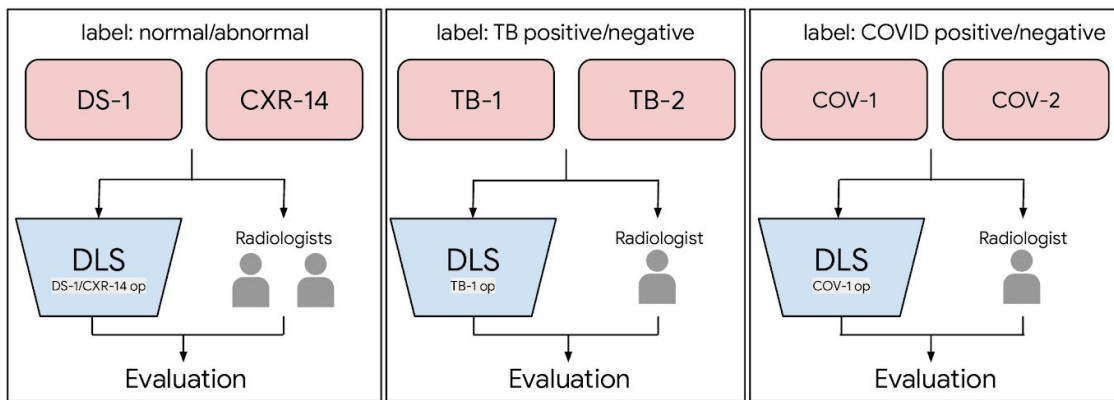 label: normal/abnormal
DS-1
CXR-14
DLS
DS-1/CXR-14 op
Radiologists
Evaluation
label: TB positive/negative
TB-1
TB-2
DLS
TB-1 op
Radiologist
Evaluation
label: COVID positive/negative
COV-1
COV-2
DLS
COV-1 op
Radiologist
Evaluation